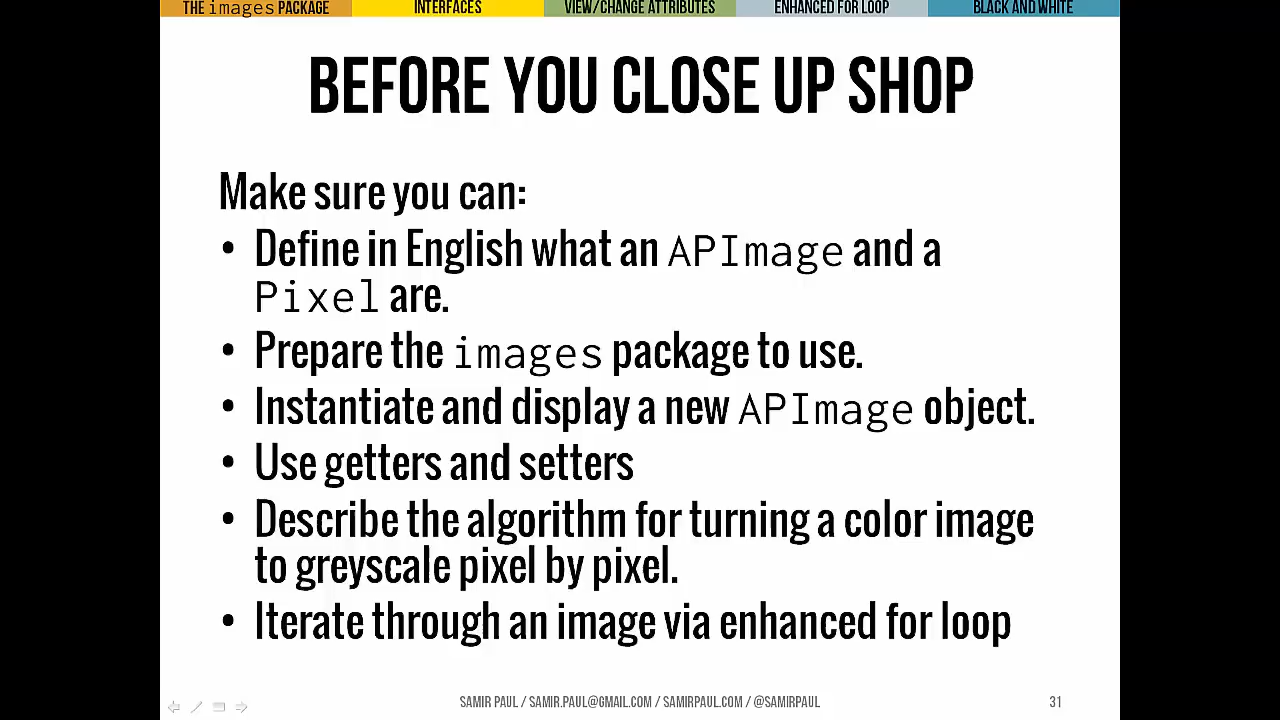 THE images PACKAGE
INTERFACES
VIEW/CHANGE ATTRIBUTES
ENHANCED FOR LOOP
BLACK AND WHITE
BEFORE YOU CLOSE UP SHOP
Make sure you can:
• Define in English what an APImage and a
Pixel are.
• Prepare the images package to use.
• Instantiate and display a new APImage object.
• Use getters and setters
• Describe the algorithm for turning a color image
to greyscale pixel by pixel.
• Iterate through an image via enhanced for loop
SAMIR PAUL / SAMIR.PAUL@GMAIL.COM / SAMIRPAUL.COM / @SAMIRPAUL
31